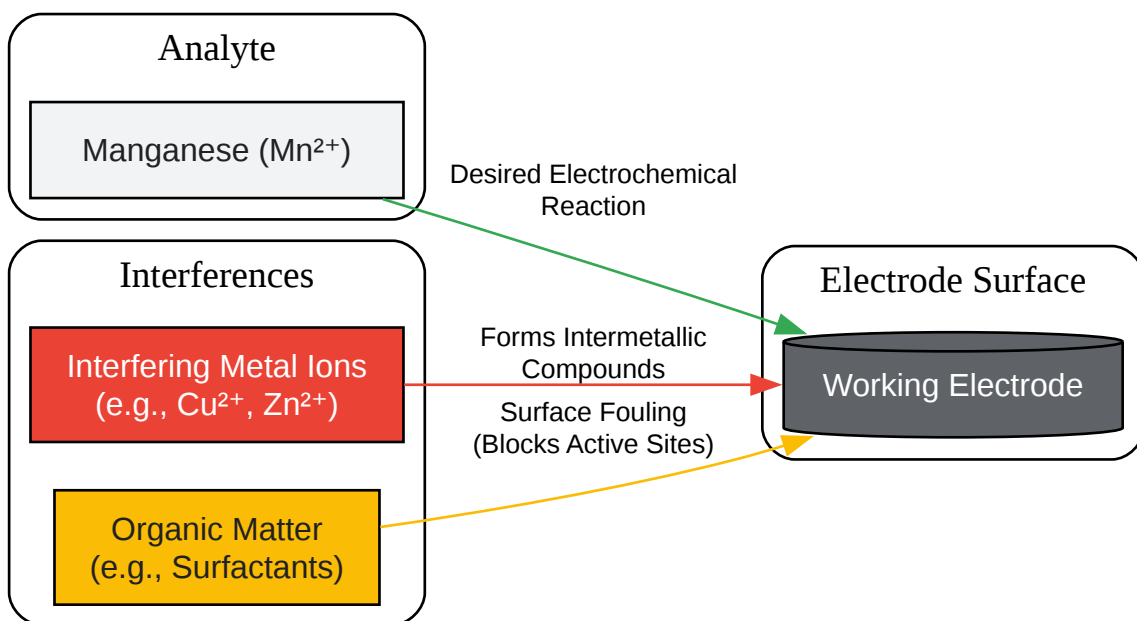 Analyte
Manganese (Mn²⁺)
Desired Electrochemical
Reaction
Interferences
Interfering Metal Ions
(e.g., Cu²⁺, Zn²⁺)
Forms Intermetallic
Compounds
Surface Fouling
(Blocks Active Sites)
Organic Matter
(e.g., Surfactants)
Electrode Surface
Working Electrode